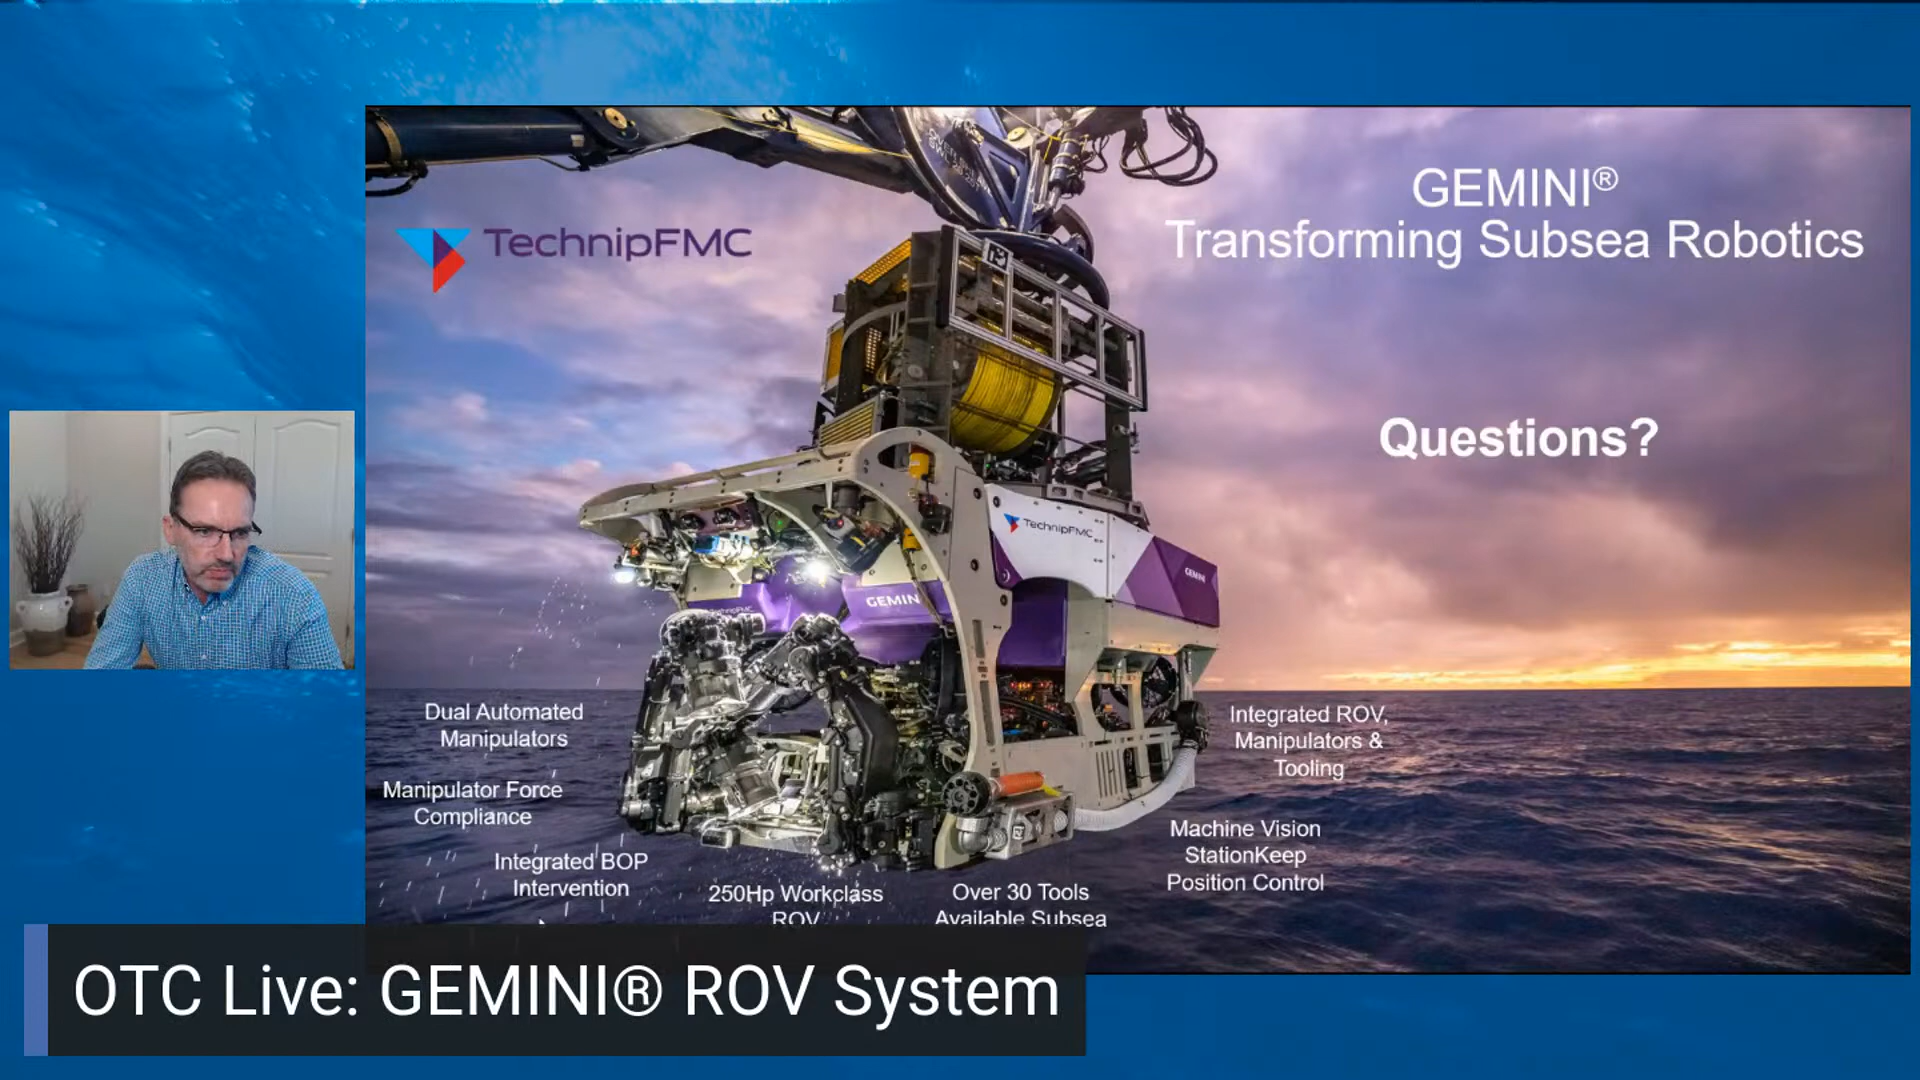 GEMINI®
Transforming Subsea Robotics
TechnipFMC
Questions?
TechnipFMC
GEMINI
TechnipFMC
GEMINI
Dual Automated
Manipulators
Manipulator Force
Compliance
Integrated BOP
Intervention
250Hp Workclass
ROV
Over 30 Tools
Available Subsea
Integrated ROV,
Manipulators &
Tooling
Machine Vision
StationKeep
Position Control
OTC Live: GEMINI® ROV System